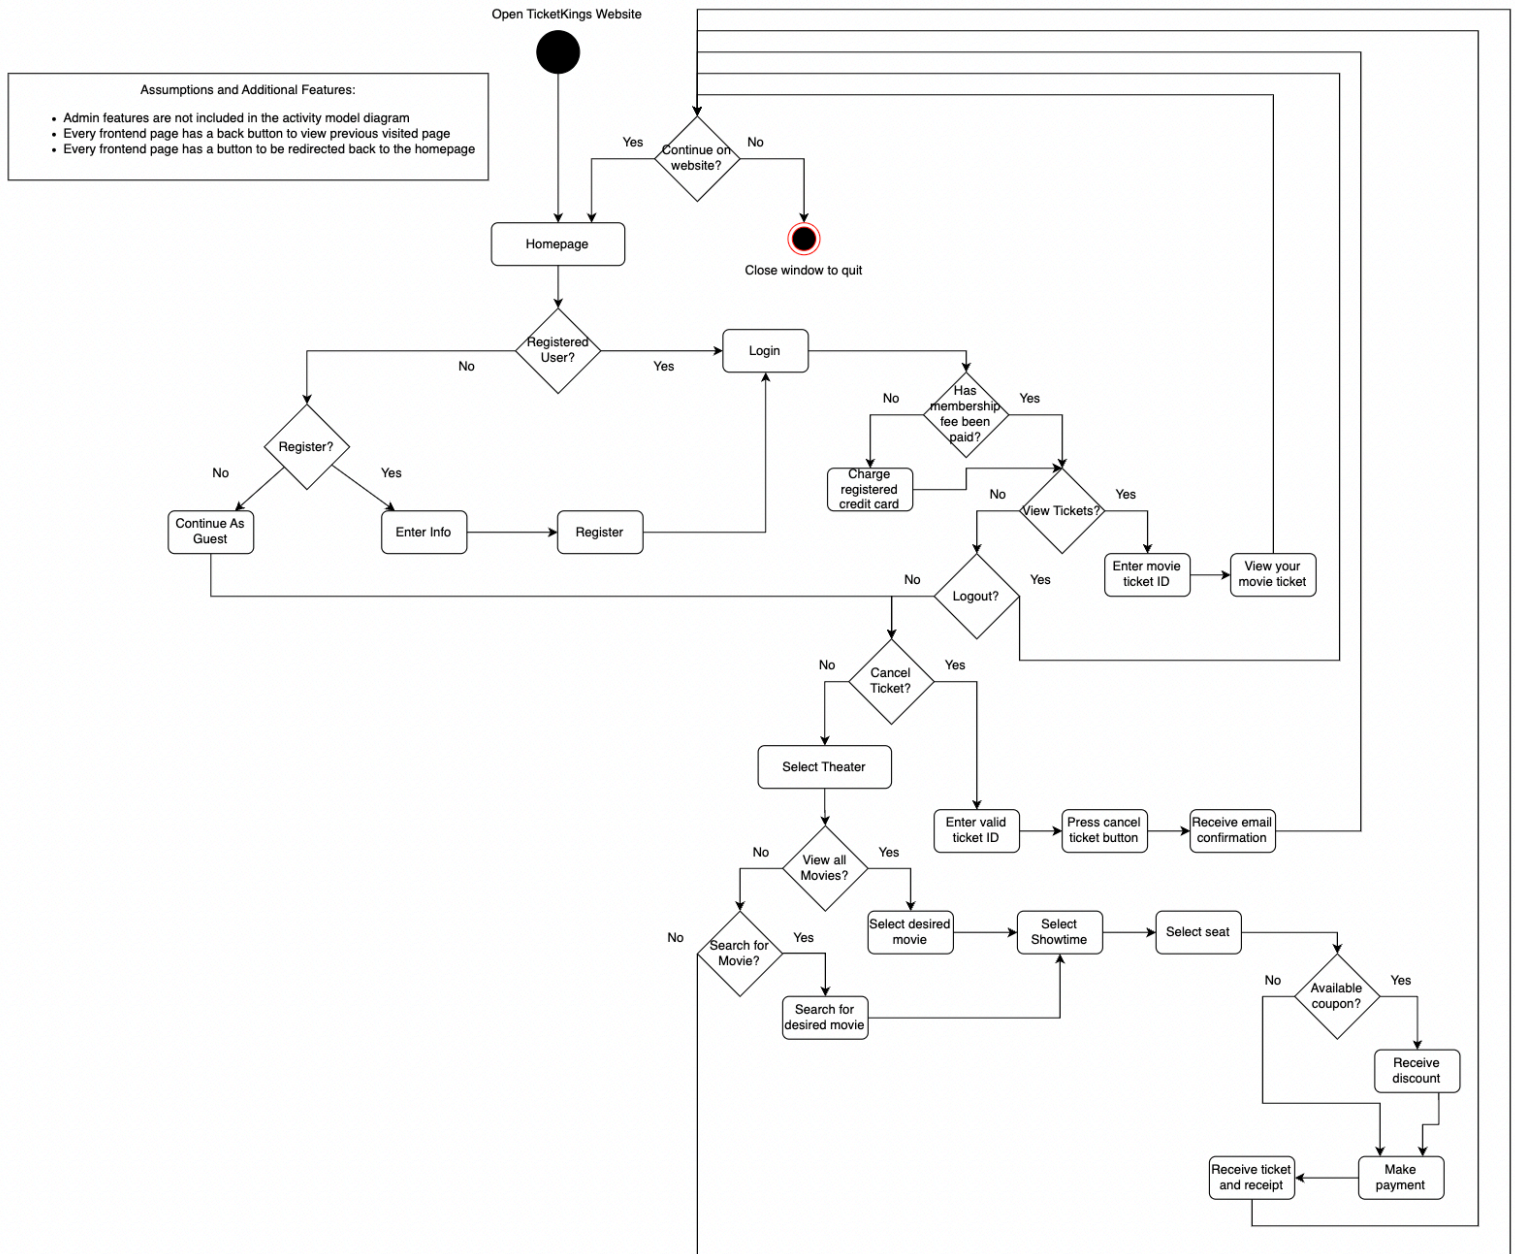 Open TicketKings Website
Assumptions and Additional Features:
• Admin features are not included in the activity model diagram
• Every frontend page has a back button to view previous visited page
• Every frontend page has a button to be redirected back to the homepage
Yes
No
Continue on
website?
Homepage
Close window to quit
Registered
User?
No
Yes
Login
Has
membership
fee been
paid?
No
Yes
Register?
No
Yes
Charge
registered
credit card
View Tickets?
No
Yes
Continue As
Guest
Enter Info
Register
Enter movie
ticket ID
View your
movie ticket
No
Logout?
Yes
No
Cancel
Ticket?
Yes
Select Theater
Enter valid
ticket ID
Press cancel
ticket button
Receive email
confirmation
No
View all
Movies?
Yes
Select desired
movie
Select
Showtime
Select seat
No
Search for
Movie?
Yes
No
Available
coupon?
Yes
Search for
desired movie
Receive
discount
Receive ticket
and receipt
Make
payment